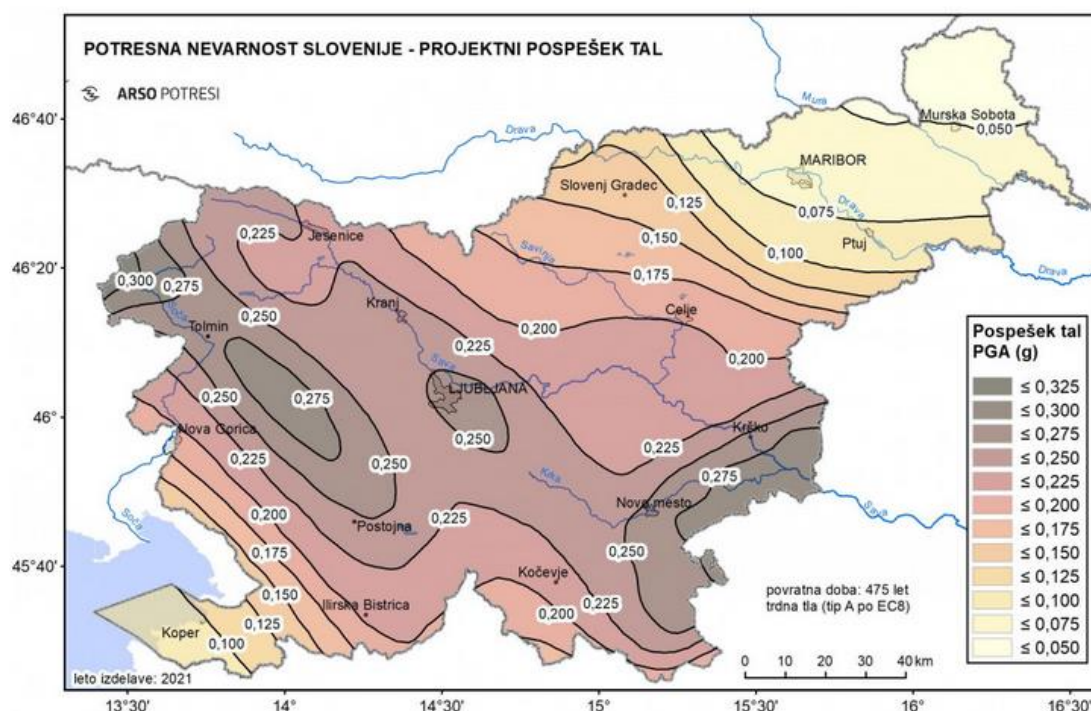 POTRESNA NEVARNOST SLOVENIJE - PROJEKTNI POSPEŠEK TAL
ARSO POTRESI
46°40'
46°20'
46°
45°40'
13°30'
14°
14°30'
15°
15°30'
16°
16°30'
Mura
Murska Sobota
0,050
Drava
MARIBOR
Slovenj Gradec
0,125
Drava
0,075
Ptuj
0,150
0,100
Drava
0,225
Jesenice
Savinja
0,175
0,300
0,275
Kranj
Celje
0,250
0,200
Soča
Tolmin
0,225
0,200
Sava
LJUBLJANA
0,250
0,275
0,250
Nova Gorica
0,225
Krško
0,225
0,250
0,275
Krka
Novo mesto
0,200
Postojna
0,225
Sava
Soča
0,175
0,250
Kočevje
0,150
Ilirska Bistrica
0,200
0,225
0,125
Koper
0,100
Pospešek tal
PGA (g)
≤ 0,325
≤ 0,300
≤ 0,275
≤ 0,250
≤ 0,225
≤ 0,200
≤ 0,175
≤ 0,150
≤ 0,125
≤ 0,100
≤ 0,075
≤ 0,050
povratna doba: 475 let
trdna tla (tip A po EC8)
0 10 20 30 40 km
leto izdelave: 2021